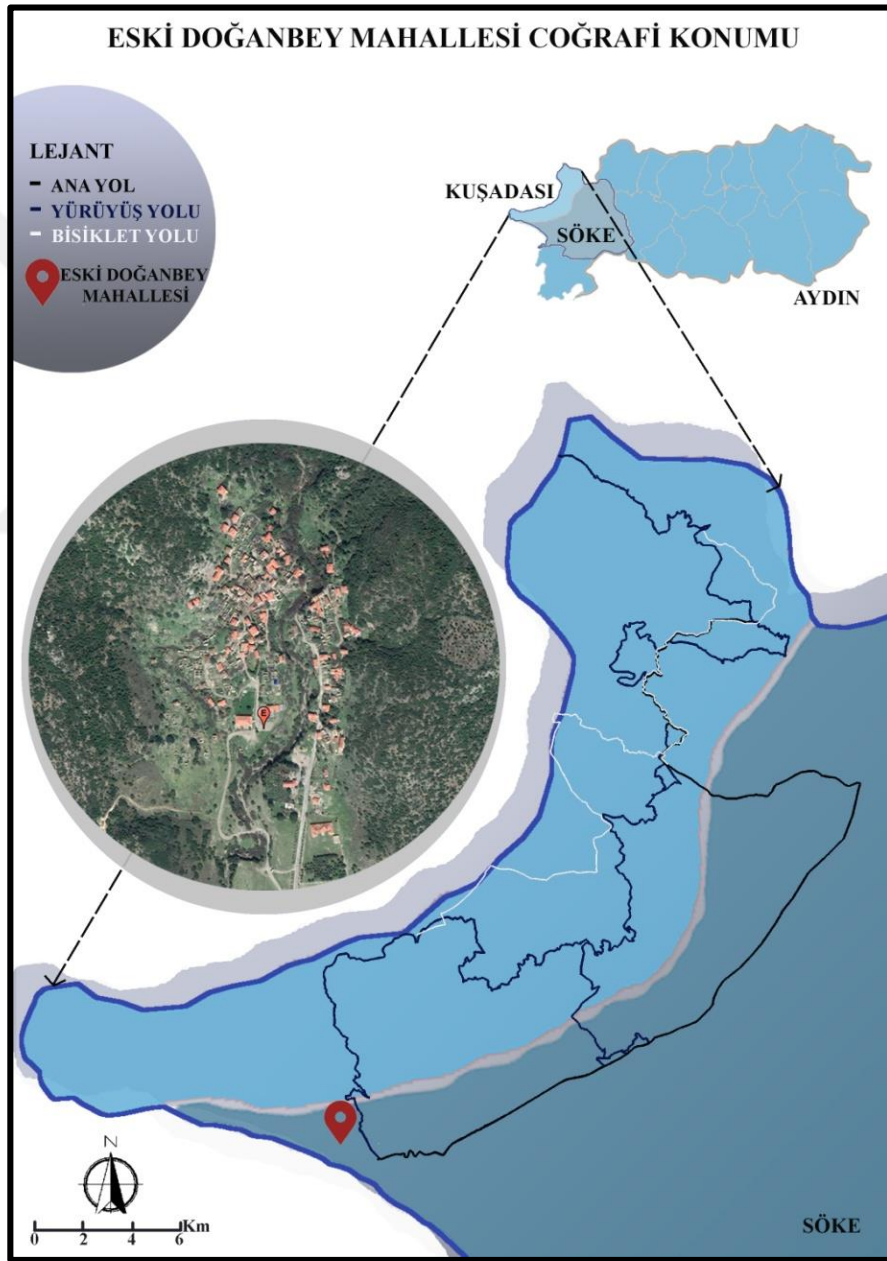 ESKİ DOĞANBEY MAHALLESİ COĞRAFİ KONUMU
LEJANT
ANA YOL
YÜRÜYÜŞ YOLU
BİSİKLET YOLU
ESKİ DOĞANBEY
MAHALLESİ
KUŞADASI
SÖKE
AYDIN
E
N
Km
0 2 4 6
SÖKE